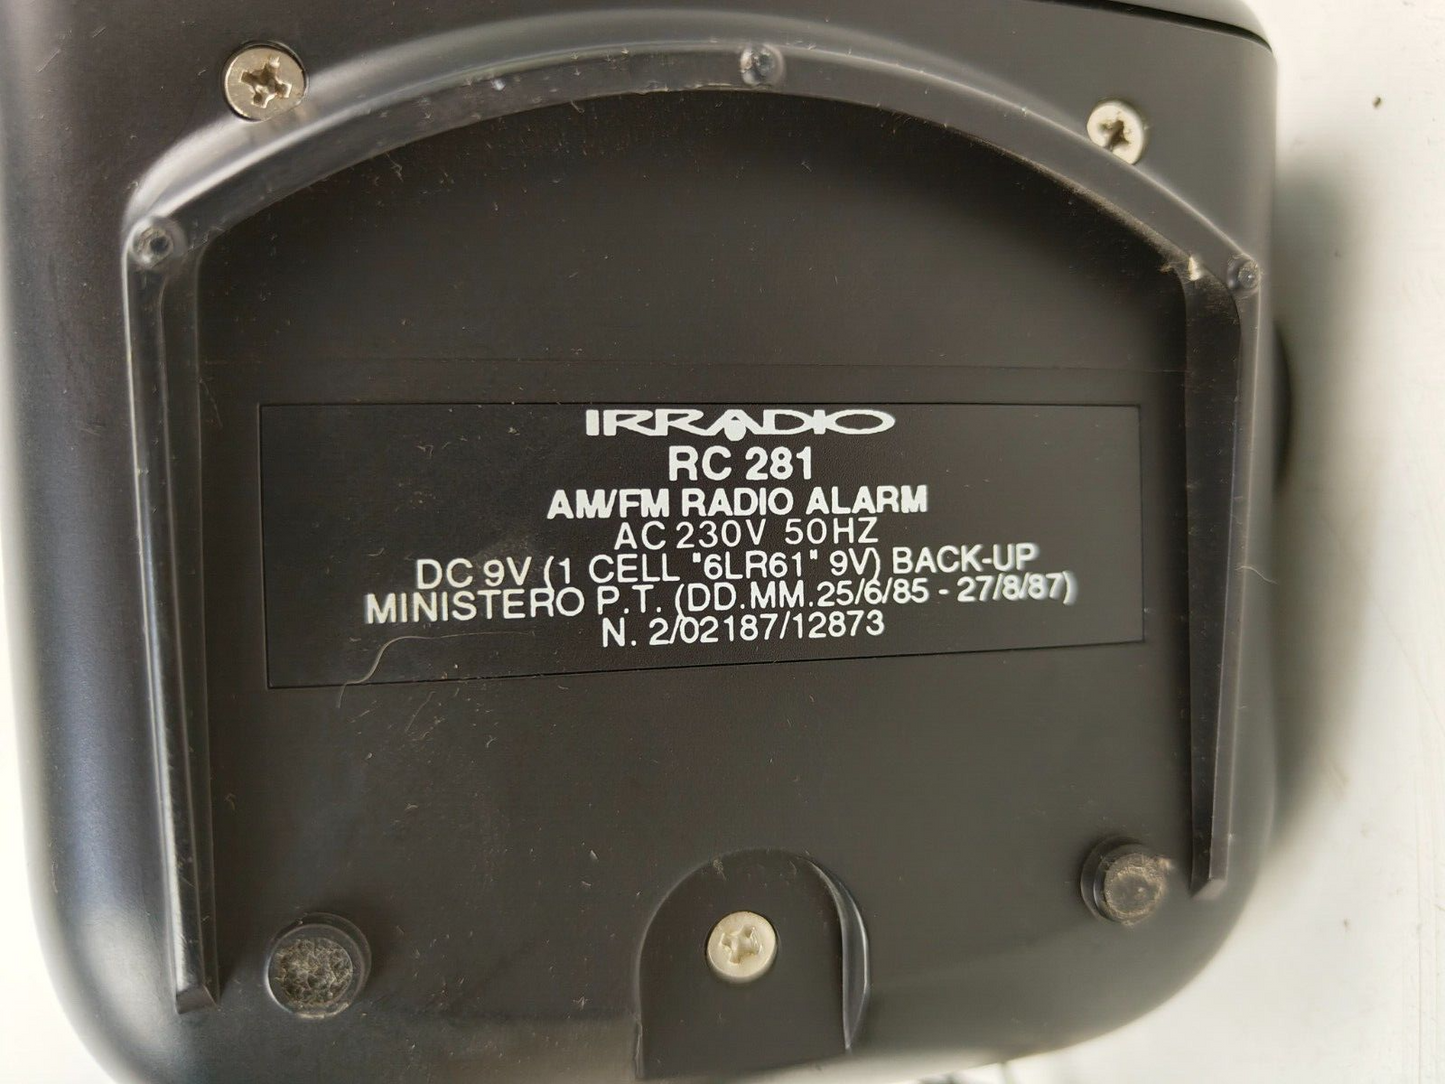 IRRADIO
RC 281
AM/FM RADIO ALARM
AC 230V 50HZ
DC 9V (1 CELL "6LR61" 9V) BACK-UP
MINISTERO P.T. (DD.MM.25/6/85 - 27/8/87)
N. 2/02187/12873